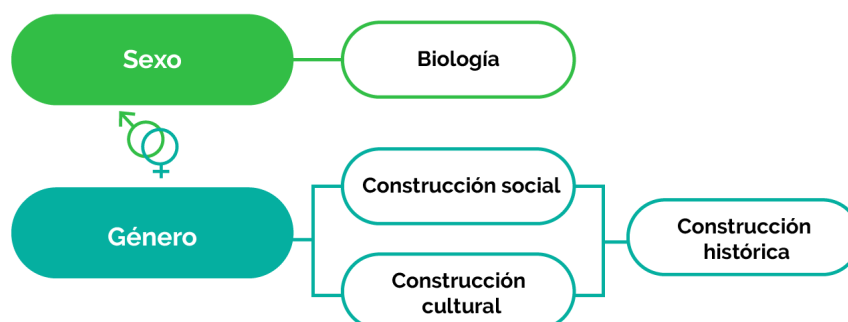 Sexo
Biología
Género
Construcción social
Construcción
cultural
Construcción
histórica